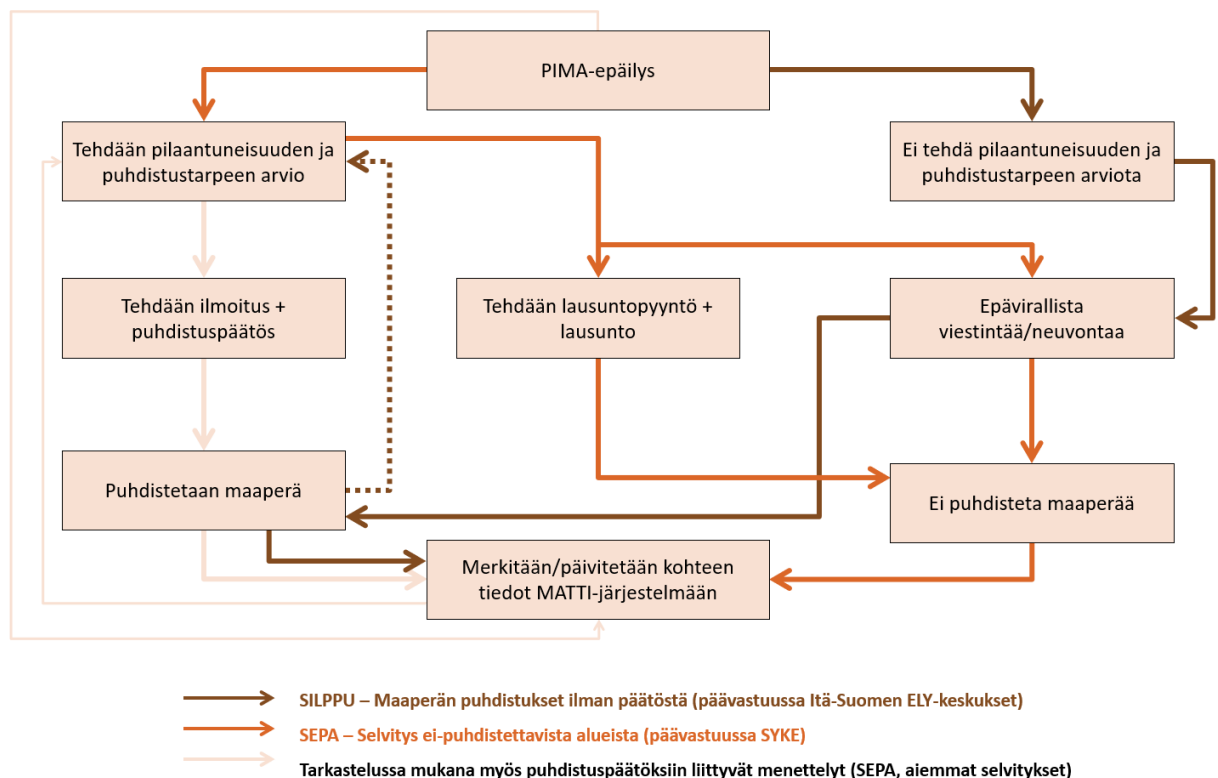 PIMA-epäilys
Tehdään pilaantuneisuuden ja
puhdistustarpeen arvio
Ei tehdä pilaantuneisuuden ja
puhdistustarpeen arviota
Tehdään ilmoitus +
puhdistuspäätös
Tehdään lausuntopyyntö +
lausunto
Epävirallista
viestintää/neuvontaa
Puhdistetaan maaperä
Ei puhdisteta maaperää
Merkitään/päivitetään kohteen
tiedot MATTI-järjestelmään
SILPPU – Maaperän puhdistukset ilman päätöstä (päävastuussa Itä-Suomen ELY-keskukset)
SEPA – Selvitys ei-puhdistettavista alueista (päävastuussa SYKE)
Tarkastelussa mukana myös puhdistuspäätöksiin liittyvät menettelyt (SEPA, aiemmat selvitykset)